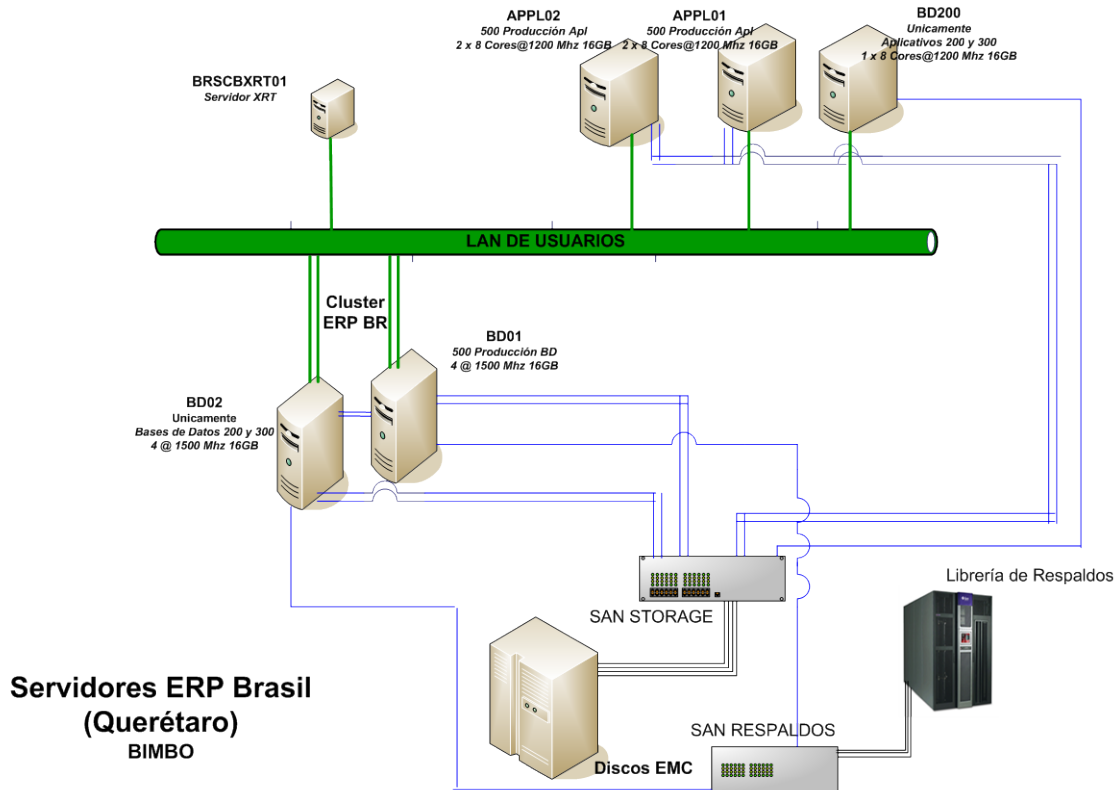 APPL02
500 Producción Apl
2 x 8 Cores@1200 Mhz 16GB
APPL01
500 Producción Apl
2 x 8 Cores@1200 Mhz 16GB
BD200
Unicamente
Aplicativos 200 y 300
1 x 8 Cores@1200 Mhz 16GB
BRSCBXRT01
Servidor XRT
LAN DE USUARIOS
Cluster
ERP BR
BD01
500 Producción BD
4 @ 1500 Mhz 16GB
BD02
Unicamente
Bases de Datos 200 y 300
4 @ 1500 Mhz 16GB
SAN STORAGE
Librería de Respaldos
Servidores ERP Brasil
(Querétaro)
BIMBO
Discos EMC
SAN RESPALDOS